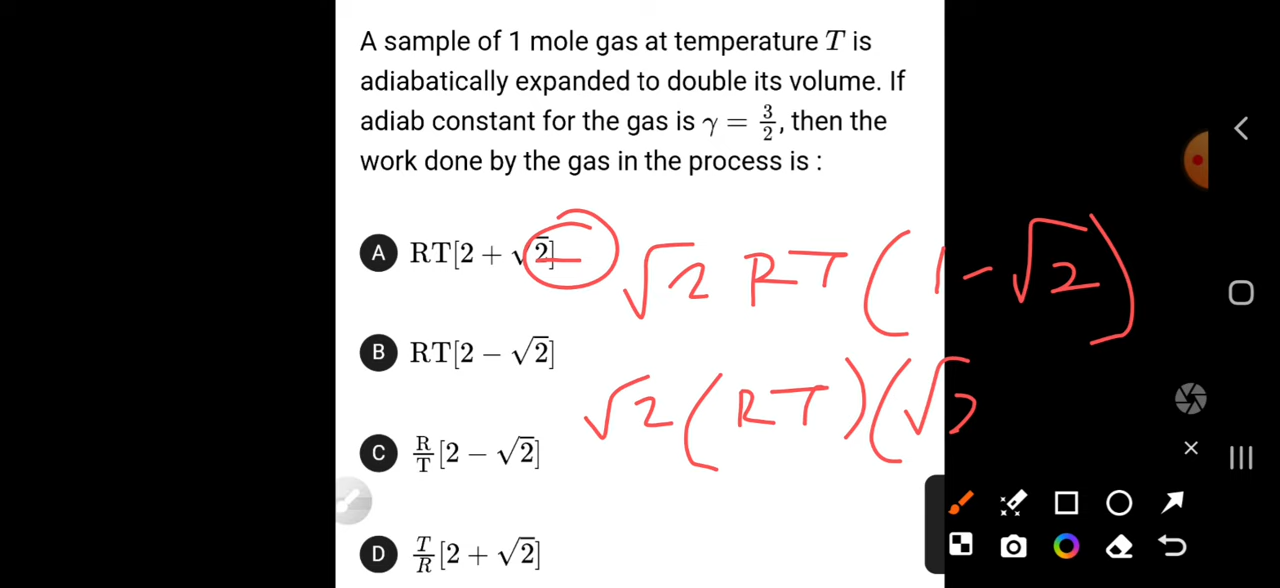 A sample of 1 mole gas at temperature T is
adiabatically expanded to double its volume. If
adiab constant for the gas is γ = 3/2, then the
work done by the gas in the process is :
A RT[2 + √2]
√2 RT (1 - √2)
B RT[2 − √2]
√2 (RT) (√2
C R/T [2 − √2]
D T/R [2 + √2]